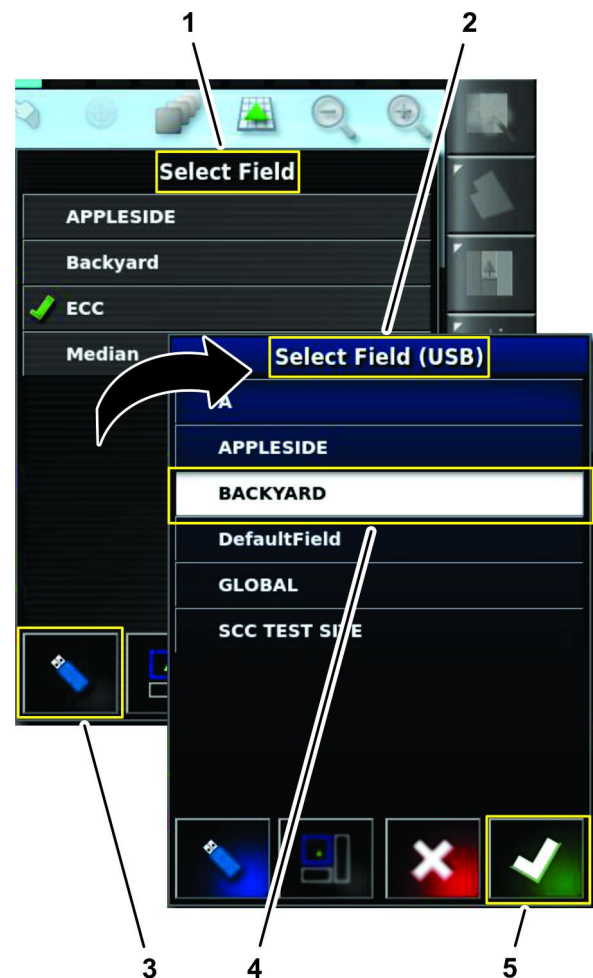 1
2
Select Field
APPLESIDE
Backyard
ECC
Median
Select Field (USB)
A
APPLESIDE
BACKYARD
DefaultField
GLOBAL
SCC TEST SITE
3
4
5